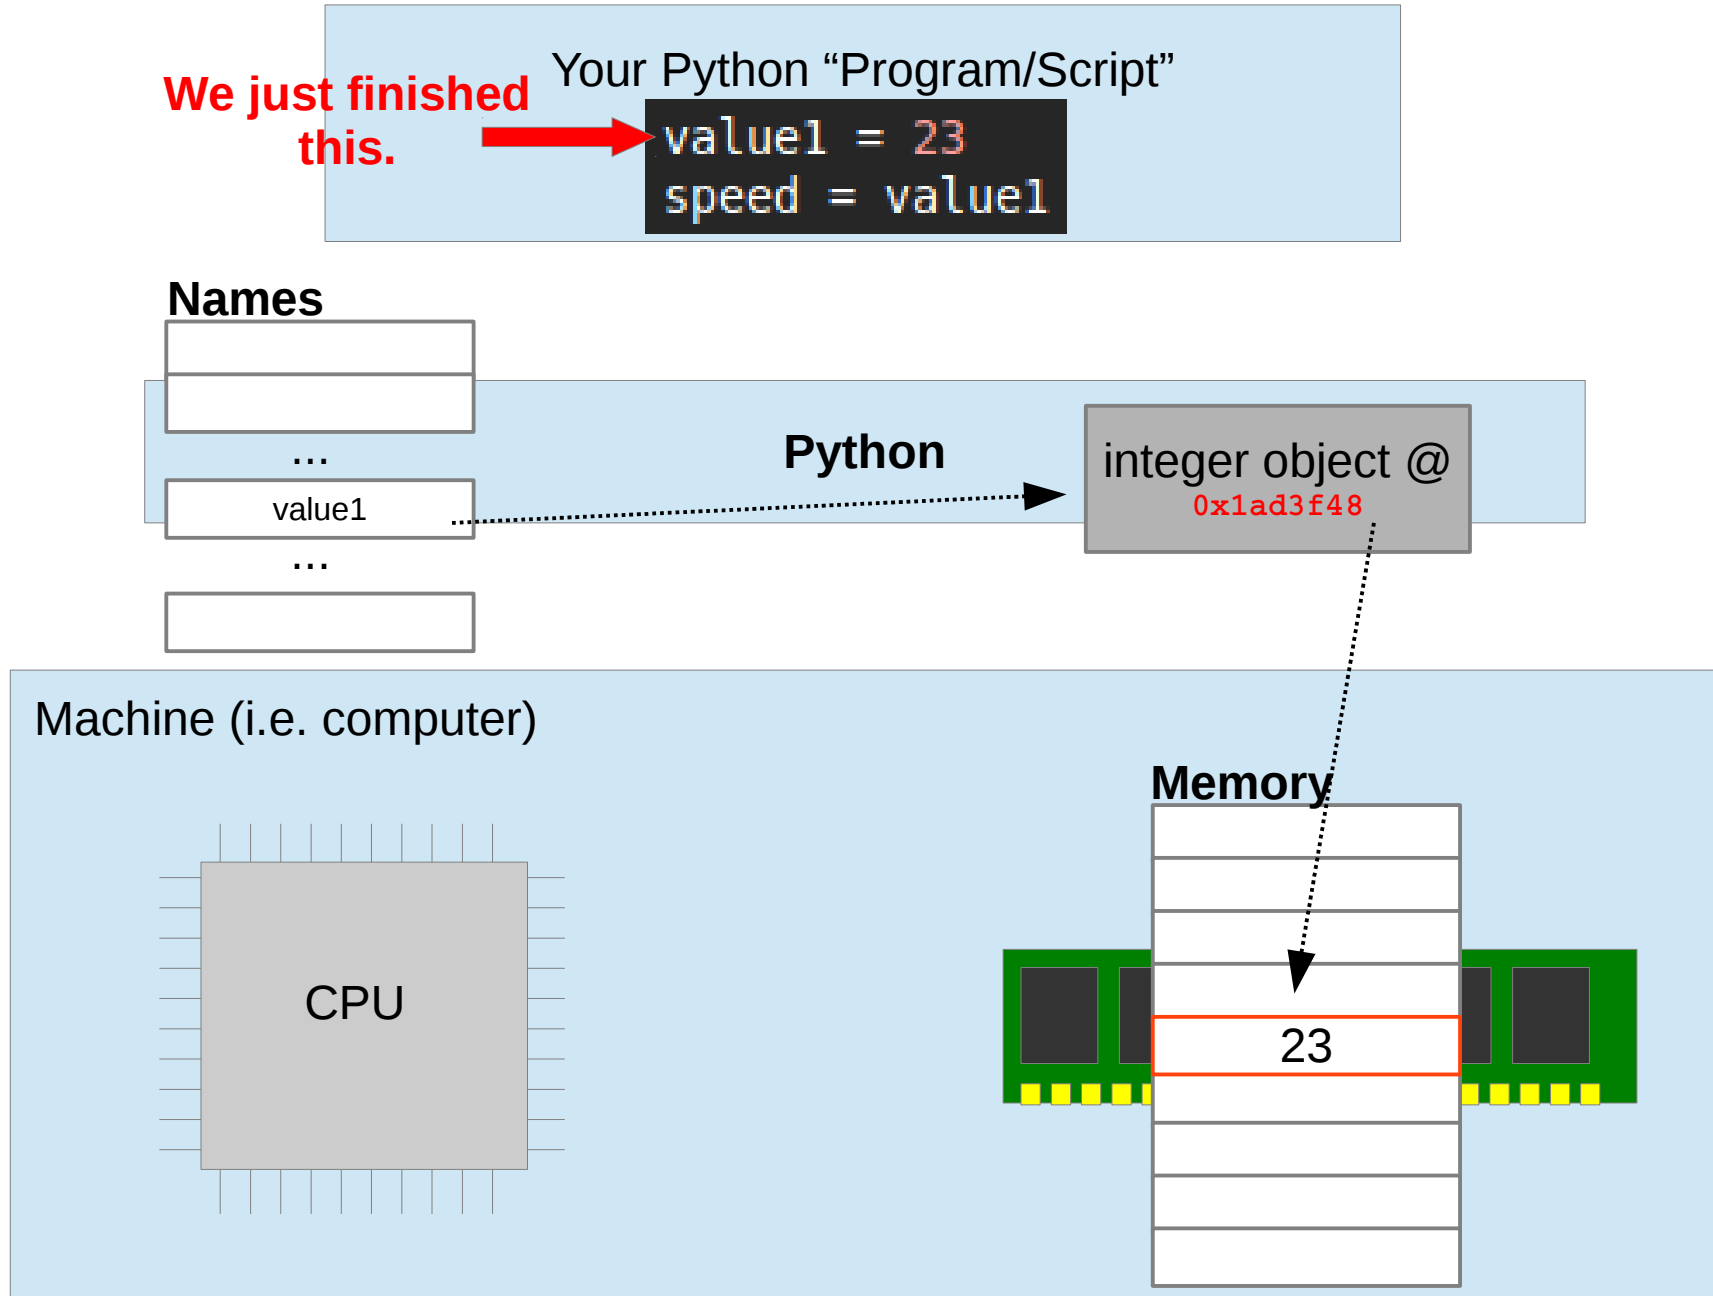 Your Python “Program/Script”
We just finished
this.
value1 = 23
speed = value1
Names
...
value1
...
Python
integer object @
0x1ad3f48
Machine (i.e. computer)
CPU
Memory
23